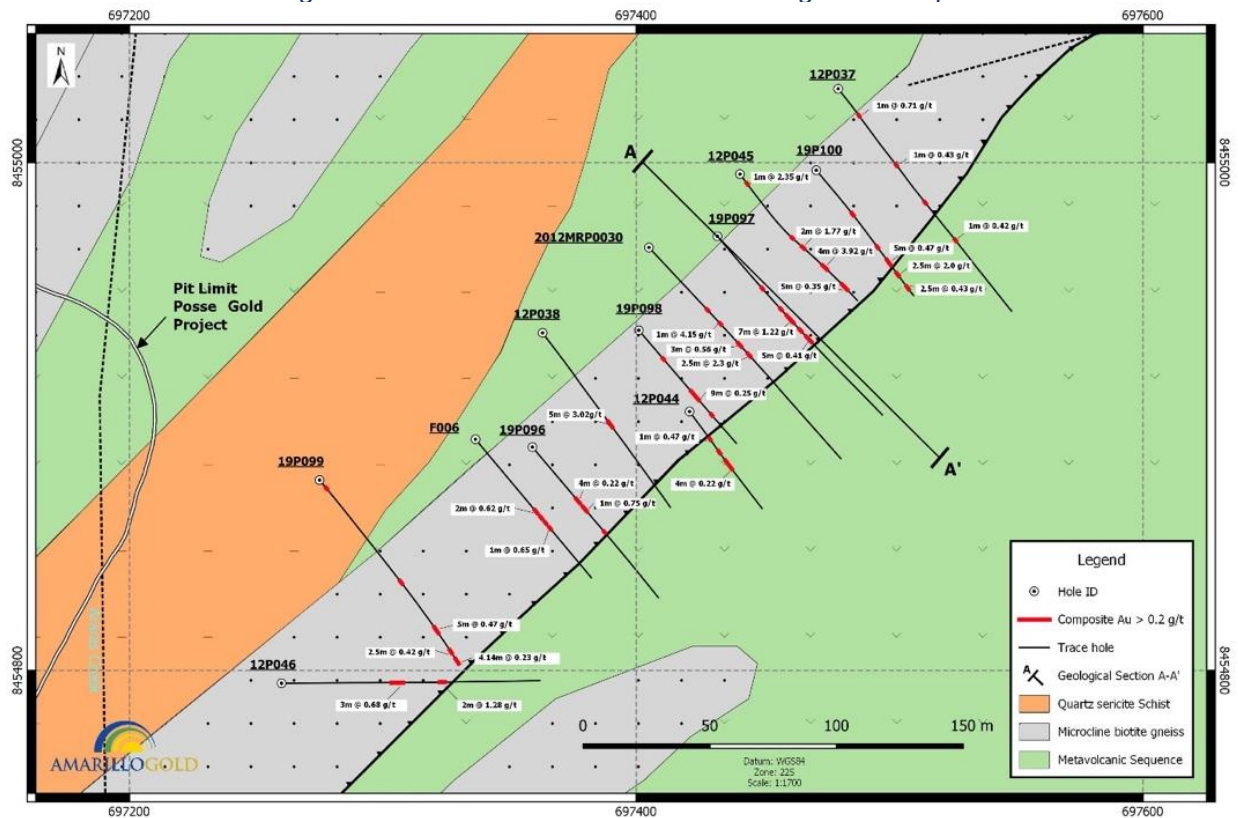 697200
697400
697600
N
8455000
8455000
8454800
8454800
12P037
1m @ 0.71 g/t
1m @ 0.43 g/t
1m @ 0.42 g/t
A
12P045
1m @ 2.35 g/t
19P100
19P097
2m @ 1.77 g/t
4m @ 3.92 g/t
5m @ 0.47 g/t
2.5m @ 2.0 g/t
5m @ 0.35 g/t
2.5m @ 0.43 g/t
2012MRP0030
Pit Limit
Posse Gold
Project
12P038
19P098
1m @ 4.15 g/t
7m @ 1.22 g/t
3m @ 0.56 g/t
5m @ 0.41 g/t
2.5m @ 2.3 g/t
9m @ 0.25 g/t
12P044
5m @ 3.02g/t
1m @ 0.47 g/t
4m @ 0.22 g/t
A'
F006
19P096
19P099
4m @ 0.22 g/t
2m @ 0.62 g/t
1m @ 0.75 g/t
1m @ 0.65 g/t
5m @ 0.47 g/t
2.5m @ 0.42 g/t
4.14m @ 0.23 g/t
12P046
3m @ 0.68 g/t
2m @ 1.28 g/t
AMARILLOGOLD
0 50 100 150 m
Datum: WGS84
Zone: 22S
Scale: 1:1700
Legend
Hole ID
Composite Au > 0.2 g/t
Trace hole
A
Geological Section A-A'
Quartz sericite Schist
Microcline biotite gneiss
Metavolcanic Sequence
697200
697400
697600